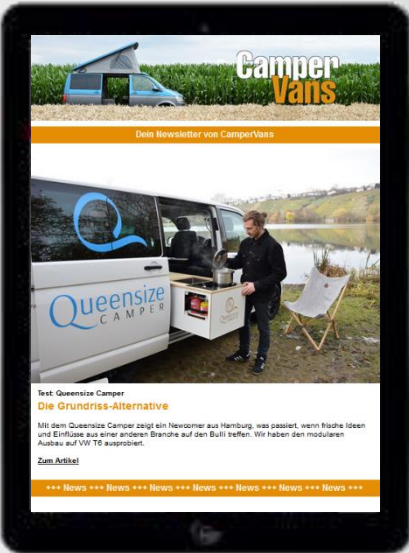 Camper
Vans
Dein Newsletter von CamperVans
Queensize
CAMPER
Queensize
CAMPER
Test: Queensize Camper
Die Grundriss-Alternative
Mit dem Queensize Camper zeigt ein Newcomer aus Hamburg, was passiert, wenn frische Ideen
und Einflüsse aus einer anderen Branche auf den Bulli treffen. Wir haben den modularen
Ausbau auf VW T6 ausprobiert.
Zum Artikel
+++ News +++ News +++ News +++ News +++ News +++ News +++ News +++